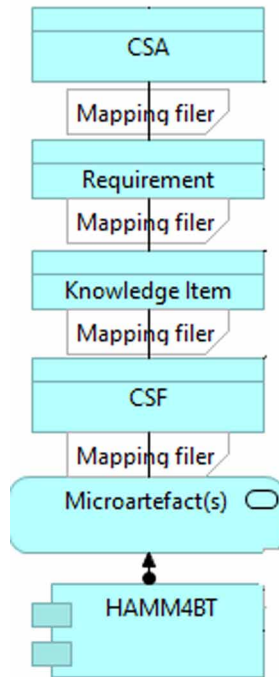 CSA
Mapping filer
Requirement
Mapping filer
Knowledge Item
Mapping filer
CSF
Mapping filer
Microartefact(s)
HAMM4BT